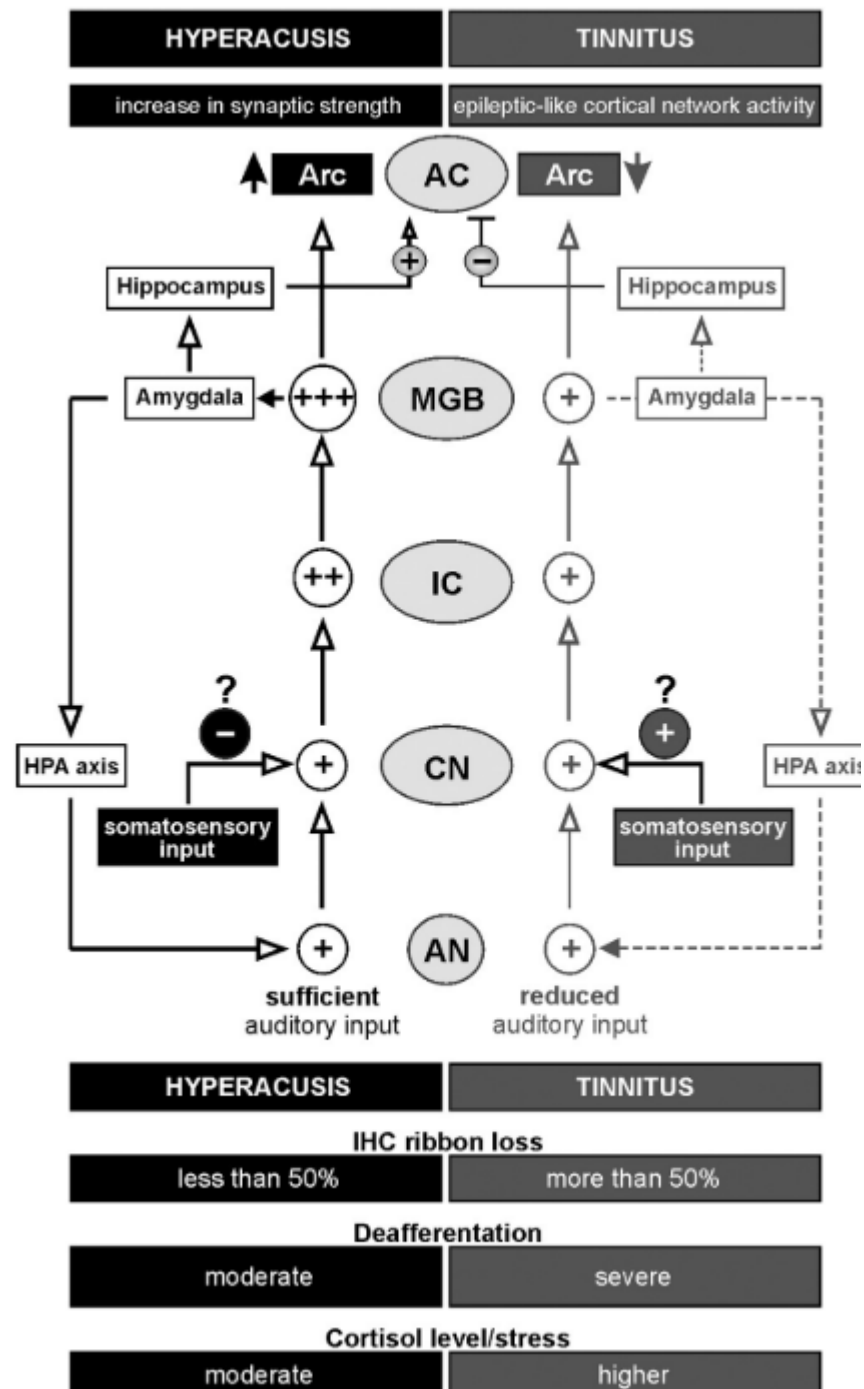 HYPERACUSIS TINNITUS
increase in synaptic strength epileptic-like cortical network activity
Arc AC Arc
+ −
Hippocampus Hippocampus
Amygdala +++ MGB + Amygdala
++ IC +
? ?
− +
HPA axis + CN + HPA axis
somatosensory somatosensory
input input
+ AN +
sufficient reduced
auditory input auditory input
HYPERACUSIS TINNITUS
IHC ribbon loss
less than 50% more than 50%
Deafferentation
moderate severe
Cortisol level/stress
moderate higher